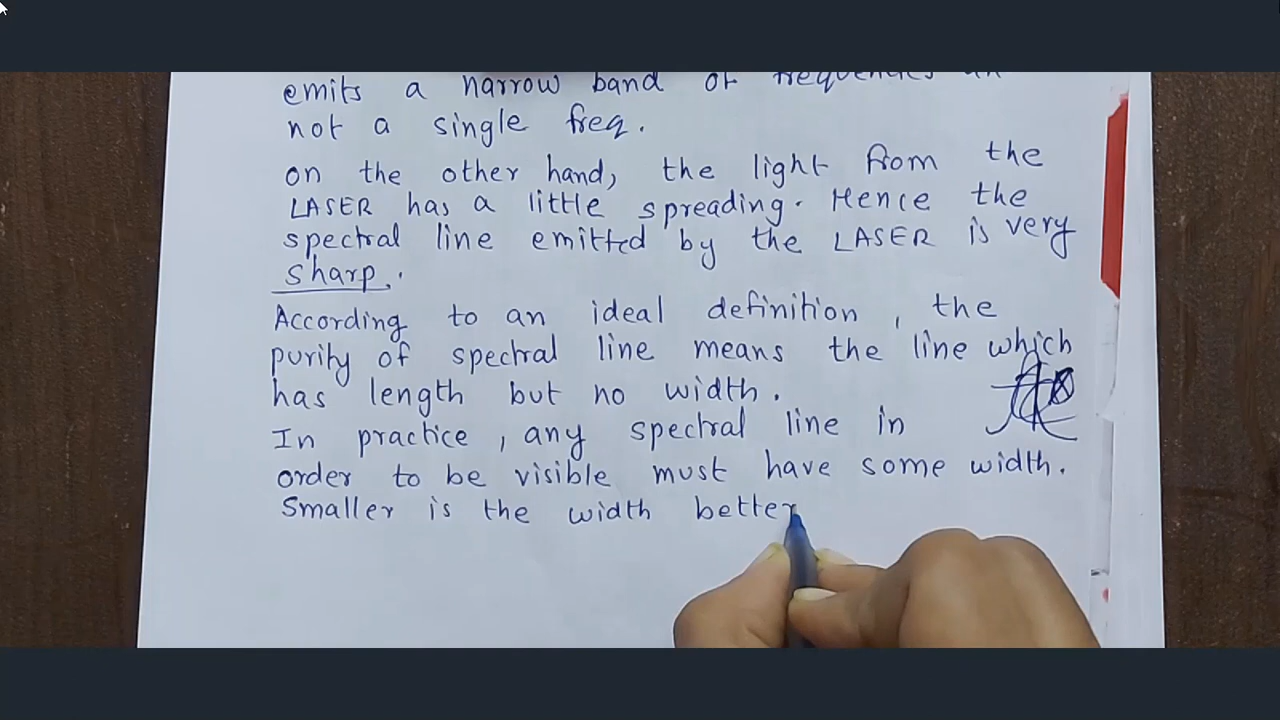 emits a narrow band of frequencies
not a single freq.
on the other hand, the light from the
LASER has a little spreading. Hence the
spectral line emitted by the LASER is very
sharp.
According to an ideal definition, the
purity of spectral line means the line which
has length but no width.
In practice, any spectral line in
order to be visible must have some width.
Smaller is the width better